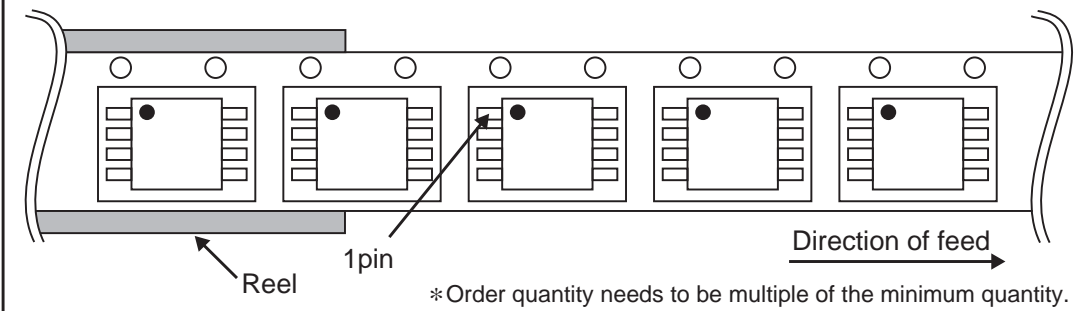 1pin
Direction of feed
Reel
*Order quantity needs to be multiple of the minimum quantity.